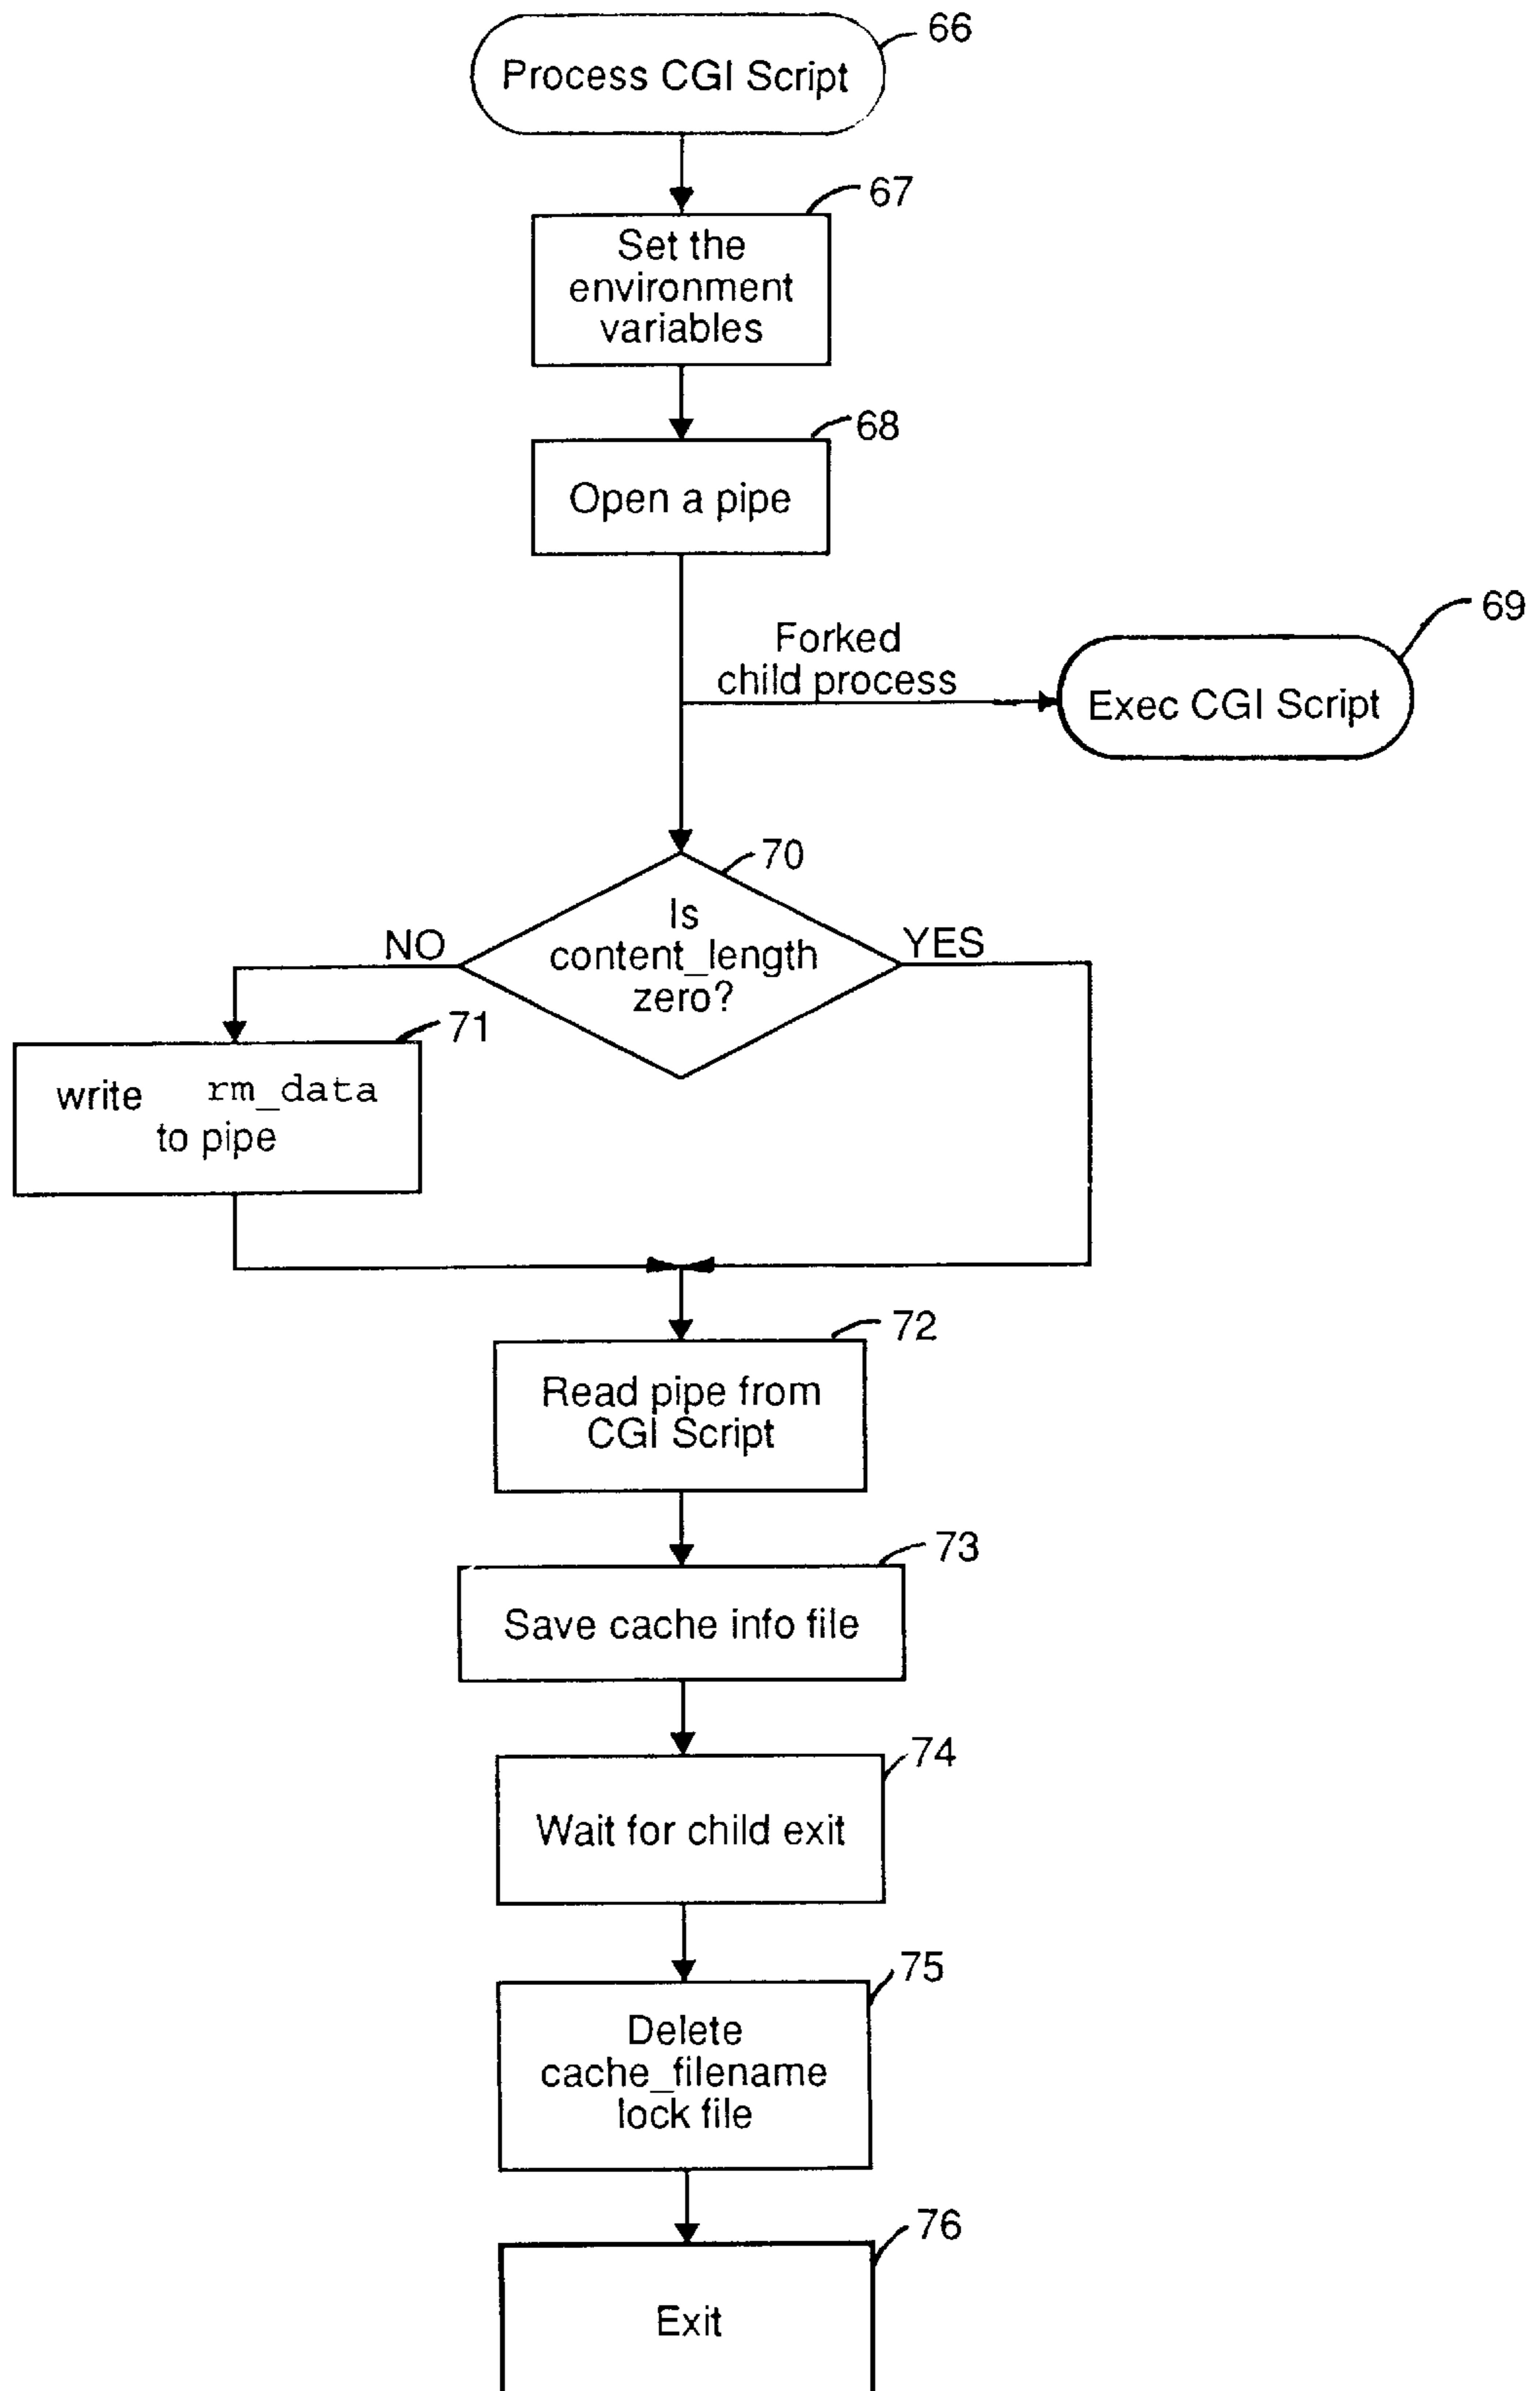 66
Process CGI Script
67
Set the
environment
variables
68
Open a pipe
69
Forked
child process
Exec CGI Script
70
Is
content_length
zero?
NO
YES
71
write rm_data
to pipe
72
Read pipe from
CGI Script
73
Save cache info file
74
Wait for child exit
75
Delete
cache_filename
lock file
76
Exit